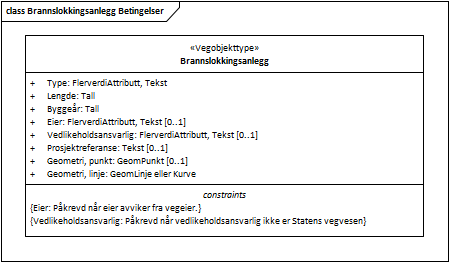 class Brannslokkingsanlegg Betingelser
«Vegobjekttype»
Brannslokkingsanlegg
+ Type: FlerverdiAttributt, Tekst
+ Lengde: Tall
+ Byggeår: Tall
+ Eier: FlerverdiAttributt, Tekst [0..1]
+ Vedlikeholdsansvarlig: FlerverdiAttributt, Tekst [0..1]
+ Prosjektreferanse: Tekst [0..1]
+ Geometri, punkt: GeomPunkt [0..1]
+ Geometri, linje: GeomLinje eller Kurve
constraints
{Eier: Påkrevd når eier avviker fra vegeier.}
{Vedlikeholdsansvarlig: Påkrevd når vedlikeholdsansvarlig ikke er Statens vegvesen}